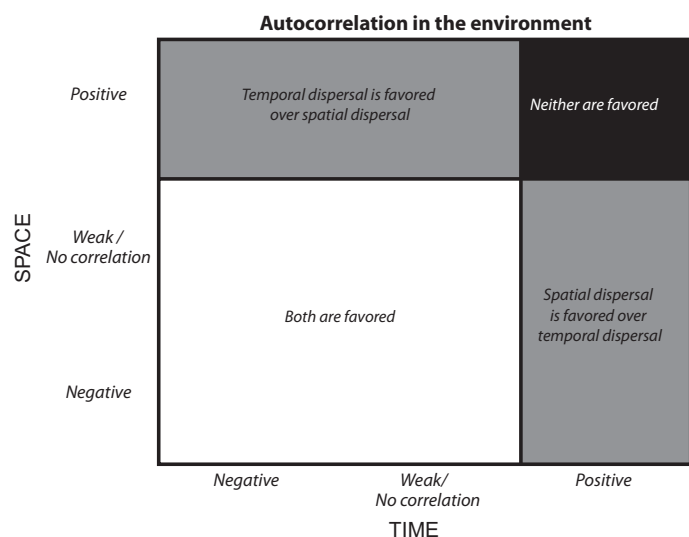 Autocorrelation in the environment
Positive
Temporal dispersal is favored
over spatial dispersal
Neither are favored
SPACE
Weak /
No correlation
Both are favored
Spatial dispersal
is favored over
temporal dispersal
Negative
Negative
Weak/
No correlation
Positive
TIME